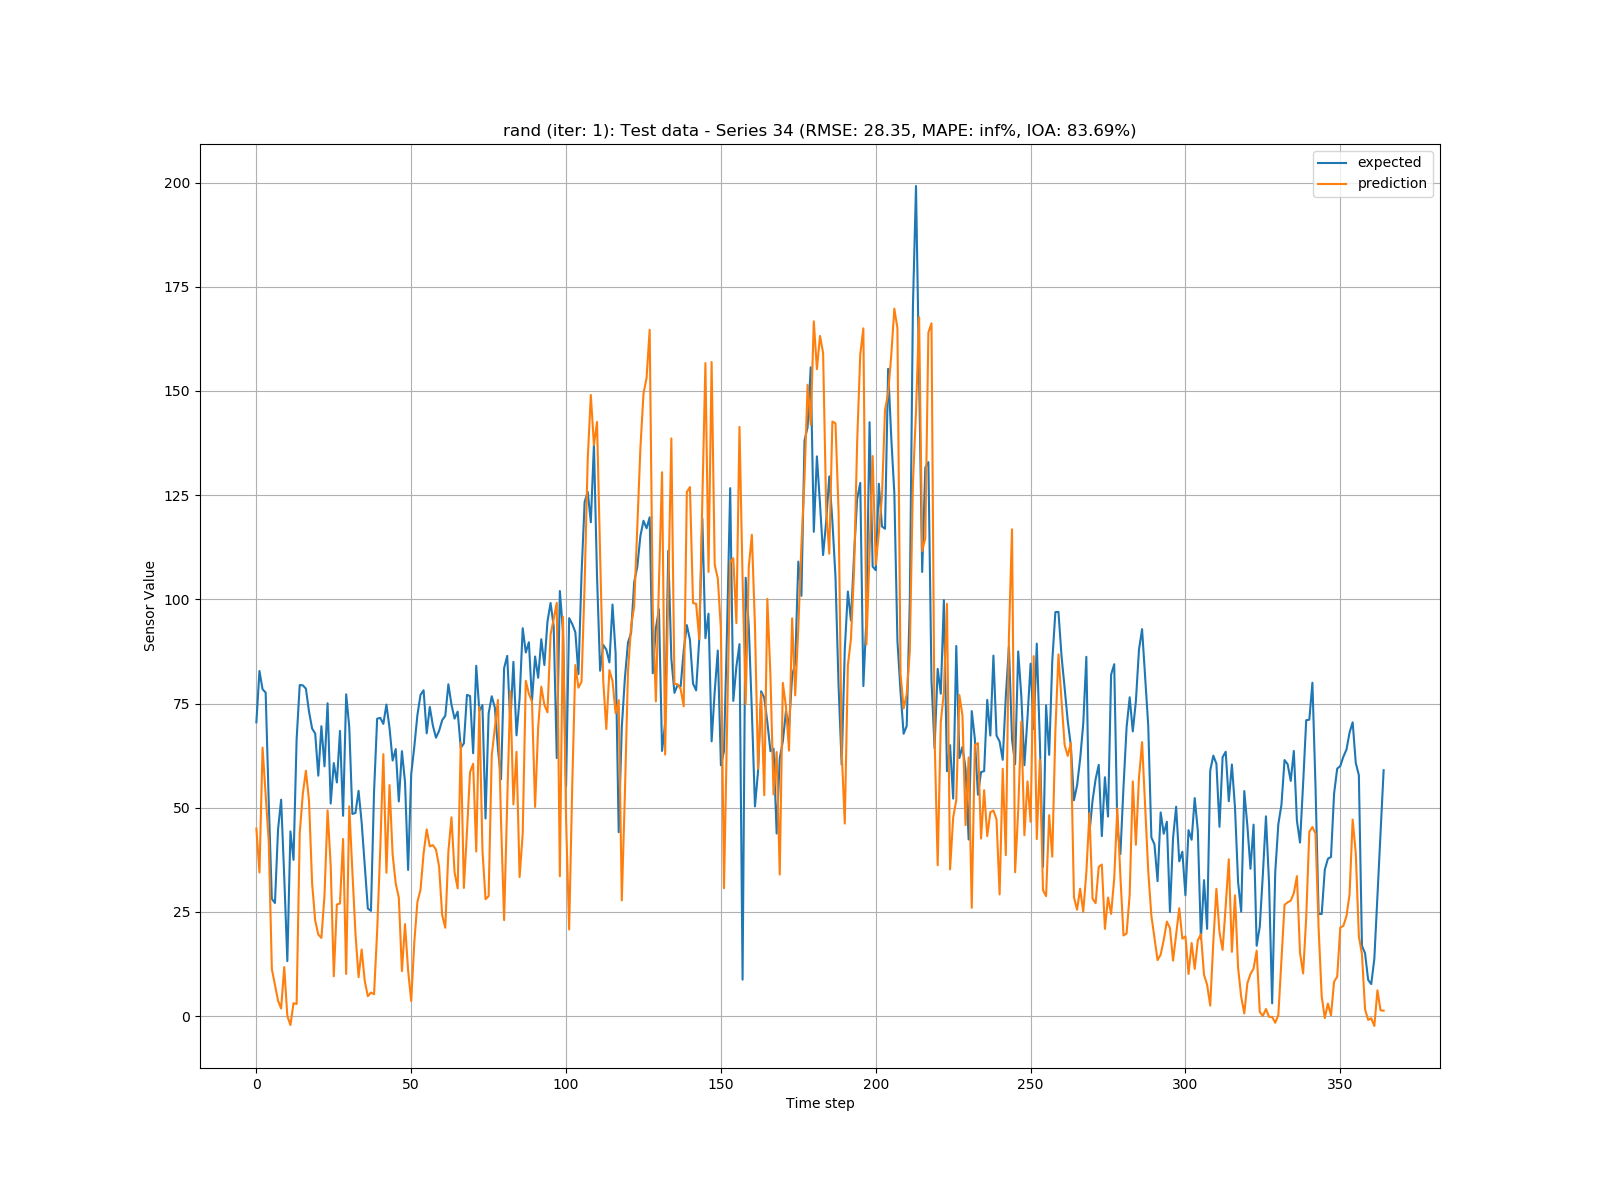 rand (iter: 1): Test data - Series 34 (RMSE: 28.35, MAPE: inf%, IOA: 83.69%)
expected
prediction
200
175
150
125
100
75
50
25
0
Sensor Value
0 50 100 150 200 250 300 350
Time step